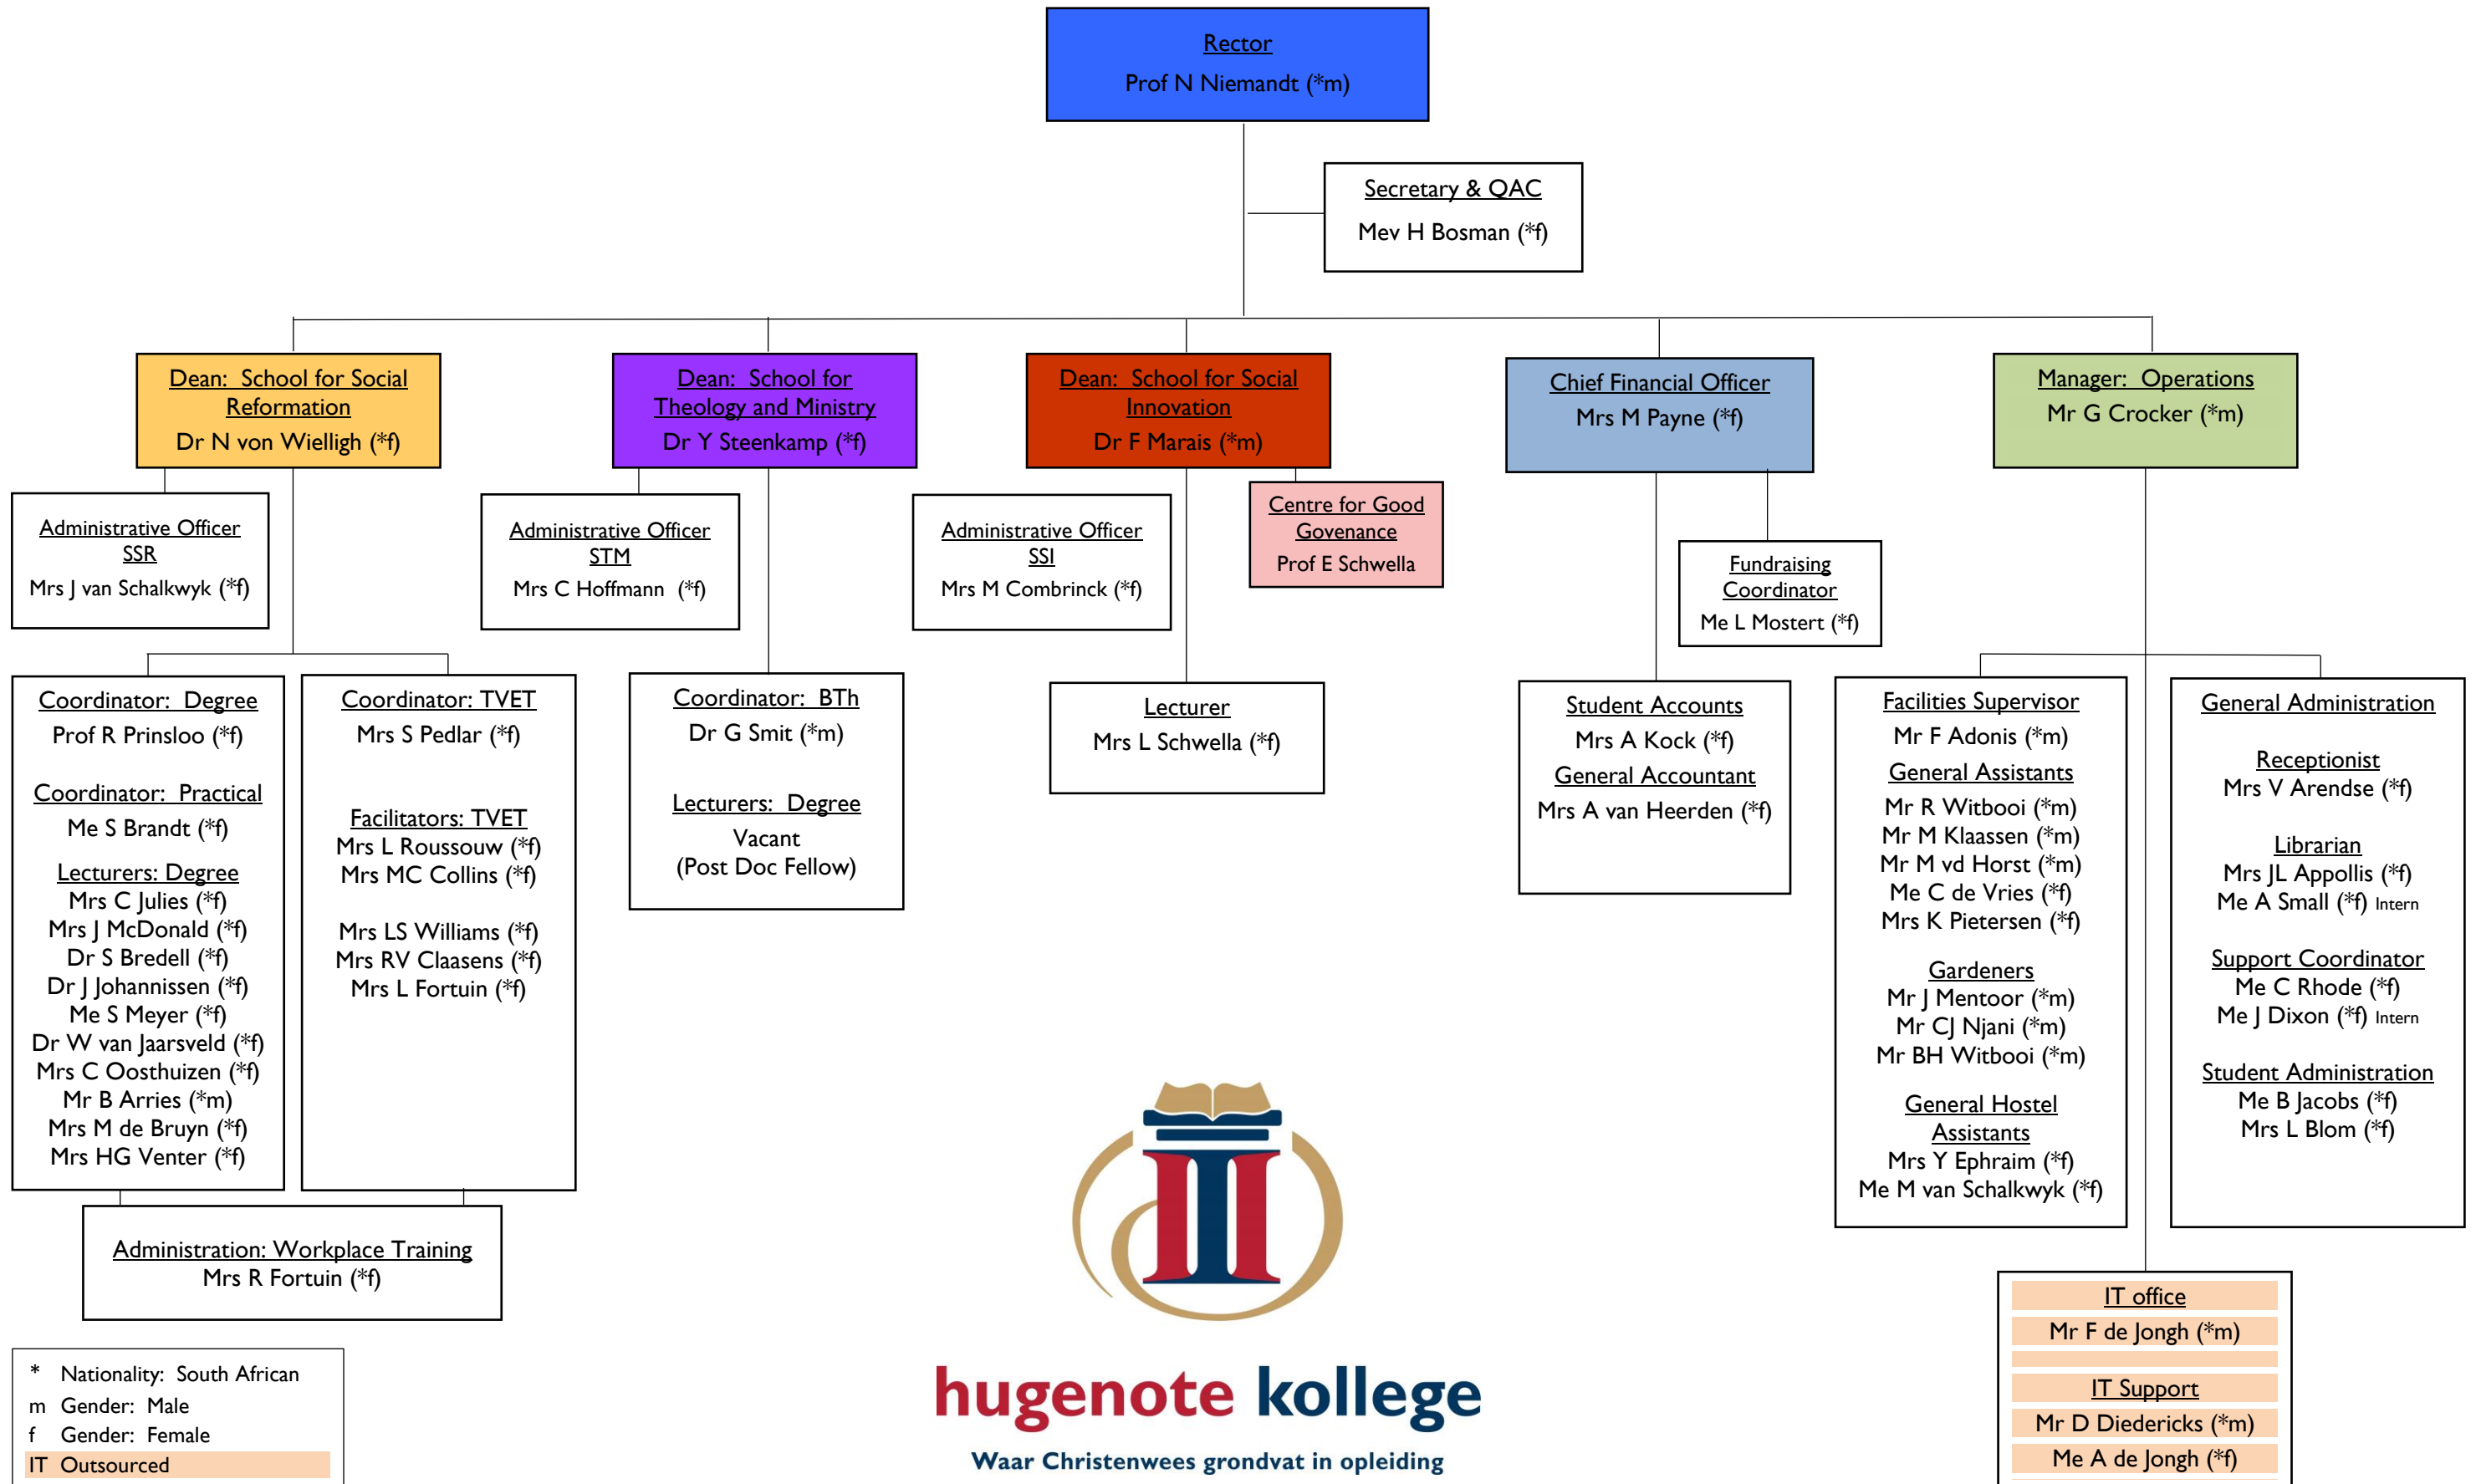 Rector
Prof N Niemandt (*m)
Secretary & QAC
Mev H Bosman (*f)
Dean:  School for Social
Reformation
Dr N von Wielligh (*f)
Dean:  School for
Theology and Ministry
Dr Y Steenkamp (*f)
Dean:  School for Social
Innovation
Dr F Marais (*m)
Chief Financial Officer
Mrs M Payne (*f)
Manager:  Operations
Mr G Crocker (*m)
Administrative Officer
SSR
Mrs J van Schalkwyk (*f)
Administrative Officer
STM
Mrs C Hoffmann  (*f)
Administrative Officer
SSI
Mrs M Combrinck (*f)
Centre for Good
Govenance
Prof E Schwella
Fundraising
Coordinator
Me L Mostert (*f)
Coordinator:  Degree
Prof R Prinsloo (*f)
Coordinator:  Practical
Me S Brandt (*f)
Lecturers: Degree
Mrs C Julies (*f)
Mrs J McDonald (*f)
Dr S Bredell (*f)
Dr J Johannissen (*f)
Me S Meyer (*f)
Dr W van Jaarsveld (*f)
Mrs C Oosthuizen (*f)
Mr B Arries (*m)
Mrs M de Bruyn (*f)
Mrs HG Venter (*f)
Coordinator: TVET
Mrs S Pedlar (*f)
Facilitators: TVET
Mrs L Roussouw (*f)
Mrs MC Collins (*f)
Mrs LS Williams (*f)
Mrs RV Claasens (*f)
Mrs L Fortuin (*f)
Coordinator:  BTh
Dr G Smit (*m)
Lecturers:  Degree
Vacant
(Post Doc Fellow)
Lecturer
Mrs L Schwella (*f)
Student Accounts
Mrs A Kock (*f)
General Accountant
Mrs A van Heerden (*f)
Facilities Supervisor
Mr F Adonis (*m)
General Assistants
Mr R Witbooi (*m)
Mr M Klaassen (*m)
Mr M vd Horst (*m)
Me C de Vries (*f)
Mrs K Pietersen (*f)
Gardeners
Mr J Mentoor (*m)
Mr CJ Njani (*m)
Mr BH Witbooi (*m)
General Hostel
Assistants
Mrs Y Ephraim (*f)
Me M van Schalkwyk (*f)
General Administration
Receptionist
Mrs V Arendse (*f)
Librarian
Mrs JL Appollis (*f)
Me A Small (*f) Intern
Support Coordinator
Me C Rhode (*f)
Me J Dixon (*f) Intern
Student Administration
Me B Jacobs (*f)
Mrs L Blom (*f)
Administration: Workplace Training
Mrs R Fortuin (*f)
IT office
Mr F de Jongh (*m)
IT Support
Mr D Diedericks (*m)
Me A de Jongh (*f)
* Nationality:  South African
m Gender:  Male
f Gender:  Female
IT Outsourced
hugenote kollege
Waar Christenwees grondvat in opleiding